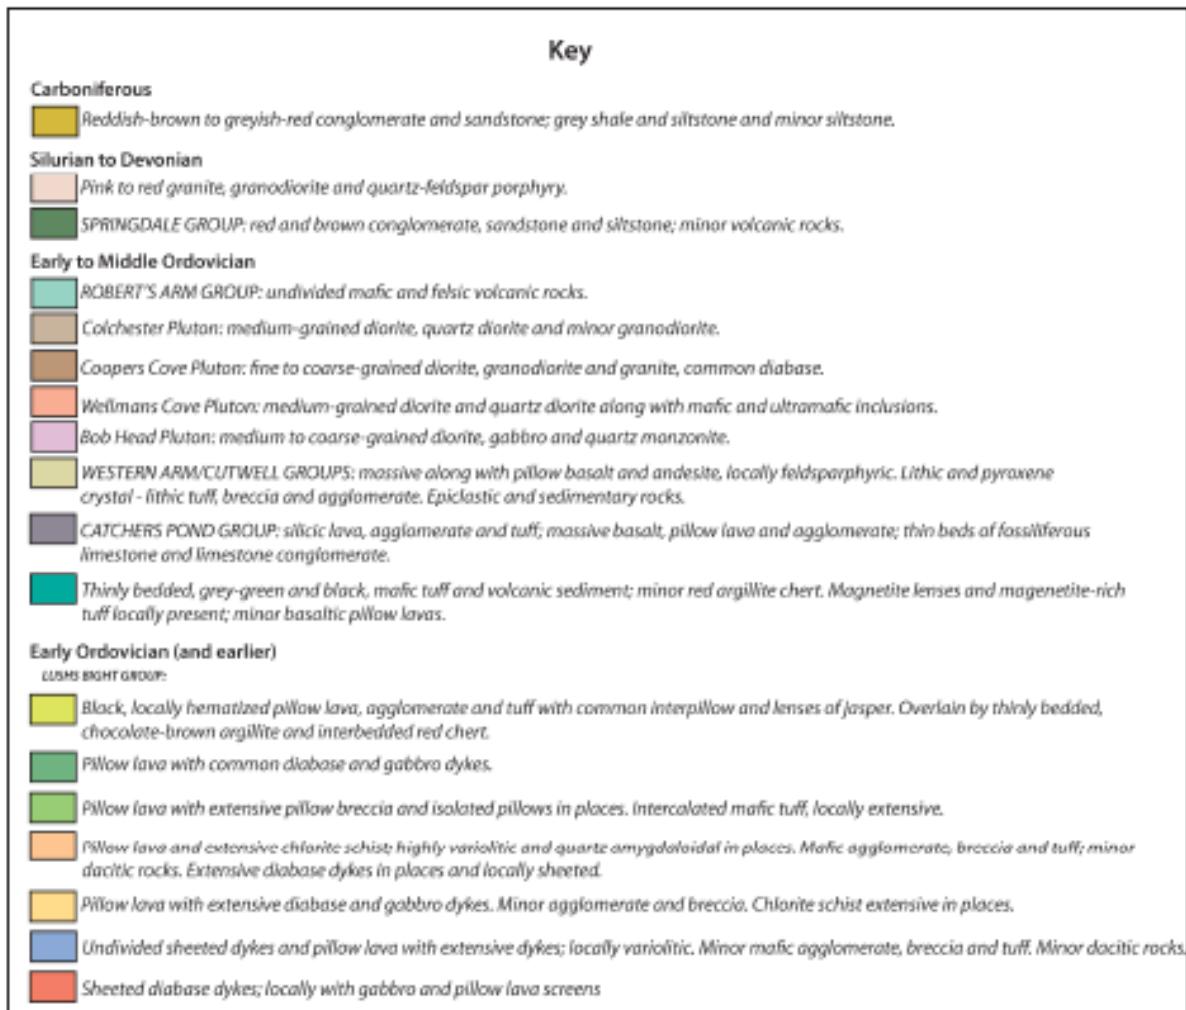 Key
Carboniferous
Reddish-brown to greyish-red conglomerate and sandstone; grey shale and siltstone and minor siltstone.
Silurian to Devonian
Pink to red granite, granodiorite and quartz-feldspar porphyry.
SPRINGDALE GROUP: red and brown conglomerate, sandstone and siltstone; minor volcanic rocks.
Early to Middle Ordovician
ROBERT'S ARM GROUP: undivided mafic and felsic volcanic rocks.
Colchester Pluton: medium-grained diorite, quartz diorite and minor granodiorite.
Coopers Cove Pluton: fine to coarse-grained diorite, granodiorite and granite, common diabase.
Wellmans Cove Pluton: medium-grained diorite and quartz diorite along with mafic and ultramafic inclusions.
Bob Head Pluton: medium to coarse-grained diorite, gabbro and quartz monzonite.
WESTERN ARM/CUTWELL GROUPS: massive along with pillow basalt and andesite, locally feldsparphyric. Lithic and pyroxene
crystal - lithic tuff, breccia and agglomerate. Epiclastic and sedimentary rocks.
CATCHERS POND GROUP: silicic lava, agglomerate and tuff; massive basalt, pillow lava and agglomerate; thin beds of fossiliferous
limestone and limestone conglomerate.
Thinly bedded, grey-green and black, mafic tuff and volcanic sediment; minor red argillite chert. Magnetite lenses and magenetite-rich
tuff locally present; minor basaltic pillow lavas.
Early Ordovician (and earlier)
LUSHS BIGHT GROUP:
Black, locally hematized pillow lava, agglomerate and tuff with common interpillow and lenses of jasper. Overlain by thinly bedded,
chocolate-brown argillite and interbedded red chert.
Pillow lava with common diabase and gabbro dykes.
Pillow lava with extensive pillow breccia and isolated pillows in places. Intercalated mafic tuff, locally extensive.
Pillow lava and extensive chlorite schist; highly variolitic and quartz amygdaloidal in places. Mafic agglomerate, breccia and tuff; minor
dacitic rocks. Extensive diabase dykes in places and locally sheeted.
Pillow lava with extensive diabase and gabbro dykes. Minor agglomerate and breccia. Chlorite schist extensive in places.
Undivided sheeted dykes and pillow lava with extensive dykes; locally variolitic. Minor mafic agglomerate, breccia and tuff. Minor dacitic rocks.
Sheeted diabase dykes; locally with gabbro and pillow lava screens